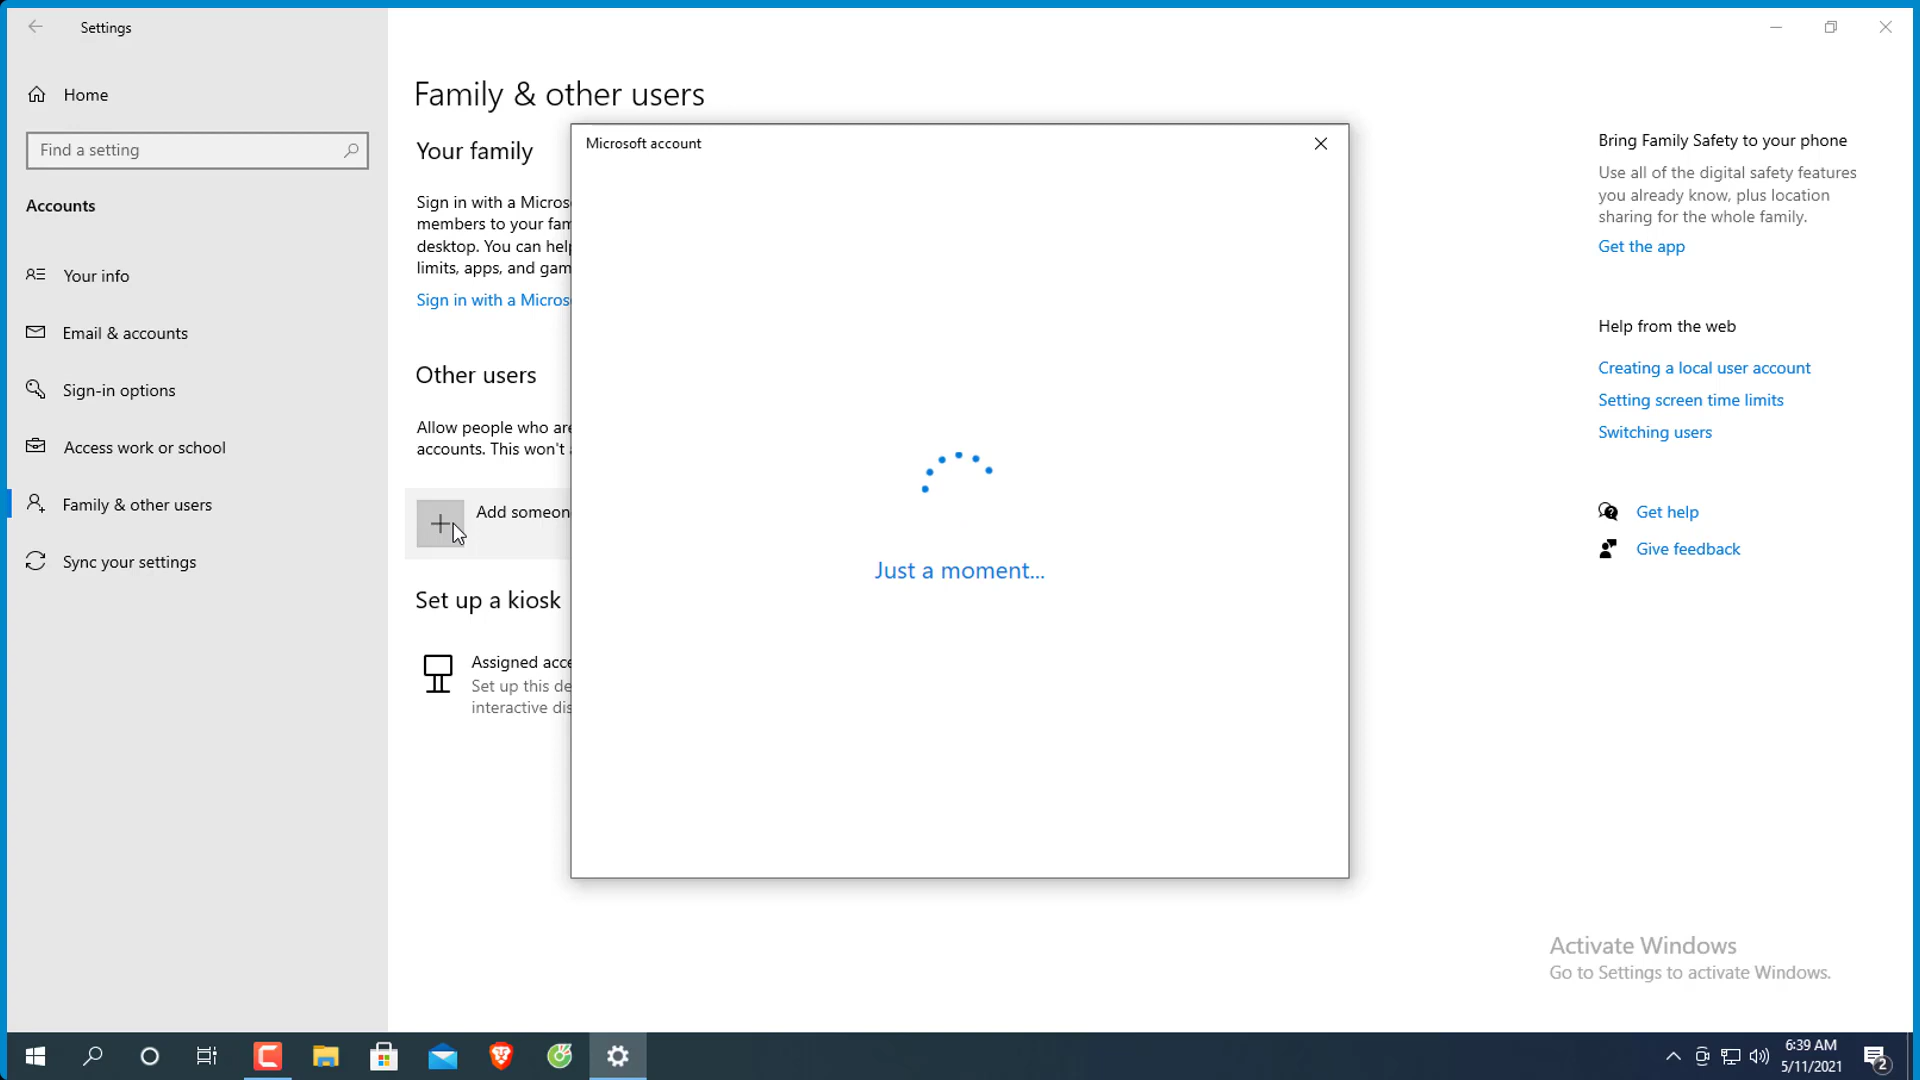 Settings
Home
Find a setting
Accounts
Your info
Email & accounts
Sign-in options
Access work or school
Family & other users
Sync your settings
Family & other users
Your family
Sign in with a Micros
members to your fam
desktop. You can help
limits, apps, and gam
Sign in with a Micros
Other users
Allow people who are
accounts. This won't
Add someon
Set up a kiosk
Assigned acce
Set up this de
interactive dis
Microsoft account
Just a moment...
Bring Family Safety to your phone
Use all of the digital safety features
you already know, plus location
sharing for the whole family.
Get the app
Help from the web
Creating a local user account
Setting screen time limits
Switching users
Get help
Give feedback
Activate Windows
Go to Settings to activate Windows.
6:39 AM
5/11/2021
2